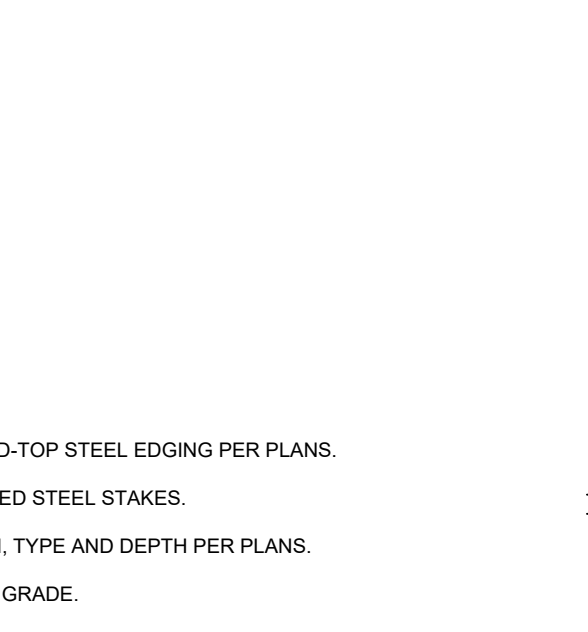 D-TOP STEEL EDGING PER PLANS.
ED STEEL STAKES.
, TYPE AND DEPTH PER PLANS.
GRADE.